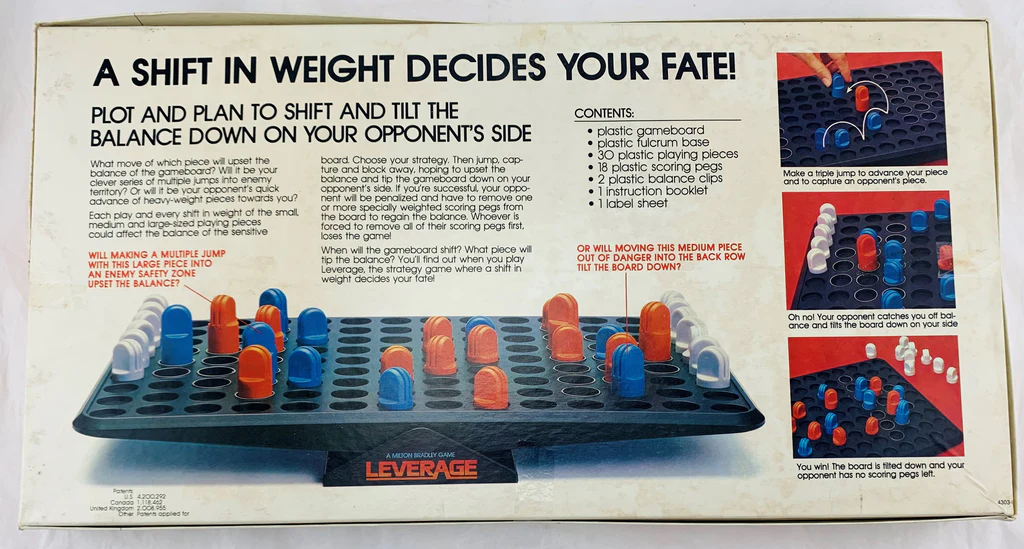 A SHIFT IN WEIGHT DECIDES YOUR FATE!
PLOT AND PLAN TO SHIFT AND TILT THE
BALANCE DOWN ON YOUR OPPONENT'S SIDE
What move of which piece will upset the
balance of the gameboard? Will it be your
clever series of multiple jumps into enemy
territory? Or will it be your opponent's quick
advance of heavy-weight pieces towards you?
Each play and every shift in weight of the small,
medium and large-sized playing pieces
could affect the balance of the sensitive
board. Choose your strategy. Then jump, cap-
ture and block away, hoping to upset the
balance and tip the gameboard down on your
opponent's side. If you're successful, your oppo-
nent will be penalized and have to remove one
or more specially weighted scoring pegs from
the board to regain the balance. Whoever is
forced to remove all of their scoring pegs first,
loses the game!
When will the gameboard shift? What piece will
tip the balance? You'll find out when you play
Leverage, the strategy game where a shift in
weight decides your fate!
CONTENTS:
• plastic gameboard
• plastic fulcrum base
• 30 plastic playing pieces
• 18 plastic scoring pegs
• 2 plastic balance clips
• 1 instruction booklet
• 1 label sheet
WILL MAKING A MULTIPLE JUMP
WITH THIS LARGE PIECE INTO
AN ENEMY SAFETY ZONE
UPSET THE BALANCE?
OR WILL MOVING THIS MEDIUM PIECE
OUT OF DANGER INTO THE BACK ROW
TILT THE BOARD DOWN?
Make a triple jump to advance your piece
and to capture an opponent's piece.
Oh no! Your opponent catches you off bal-
ance and tilts the board down on your side
You win! The board is tilted down and your
opponent has no scoring pegs left.
A MILTON BRADLEY GAME
LEVERAGE
Patents
U.S. 4,200,292
Canada 1,118,462
United Kingdom 2,008,955
Other Patents applied for